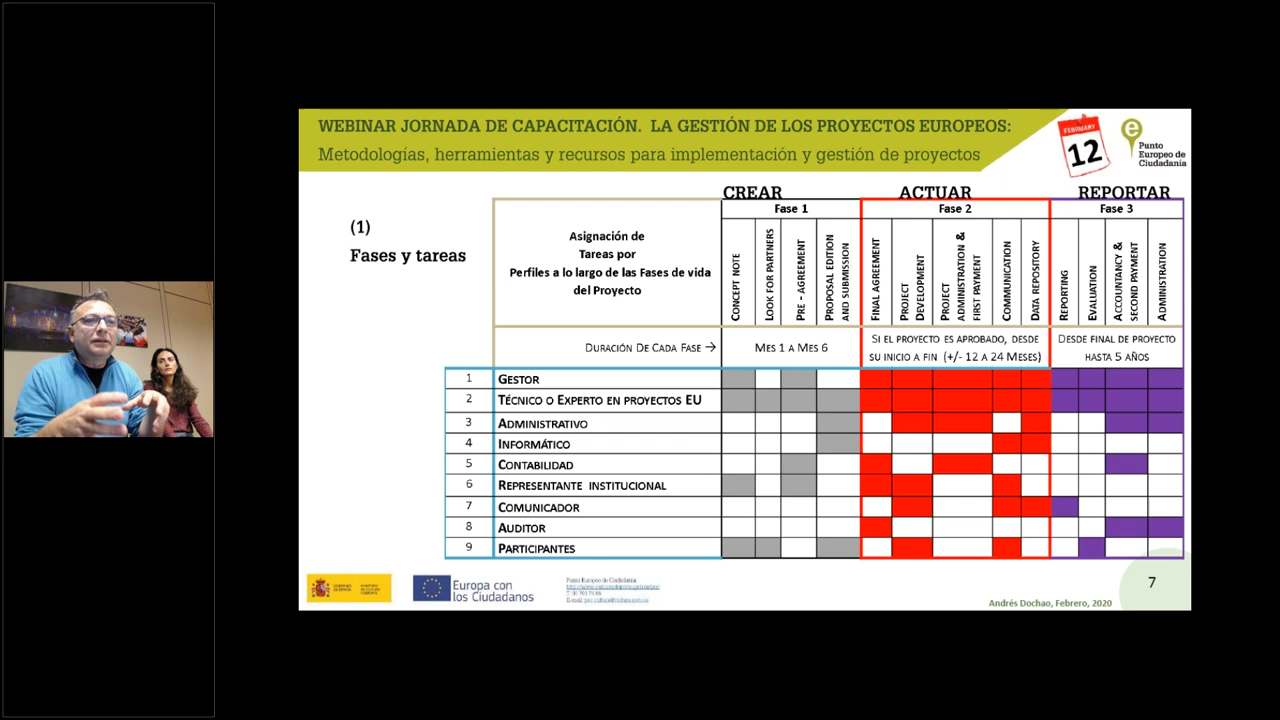 WEBINAR JORNADA DE CAPACITACIÓN. LA GESTIÓN DE LOS PROYECTOS EUROPEOS:
Metodologías, herramientas y recursos para implementación y gestión de proyectos
FEBRUARY
12
e
Punto
Europeo de
Ciudadanía
(1)
Fases y tareas
CREAR
ACTUAR
REPORTAR
Fase 1
Fase 2
Fase 3
Asignación de
Tareas por
Perfiles a lo largo de las Fases de vida
del Proyecto
CONCEPT NOTE
LOOK FOR PARTNERS
PRE - AGREEMENT
PROPOSAL EDITION
AND SUBMISSION
FINAL AGREEMENT
PROJECT
DEVELOPMENT
PROJECT
ADMINISTRATION &
FIRST PAYMENT
COMMUNICATION
DATA REPOSITORY
REPORTING
EVALUATION
ACCOUNTANCY &
SECOND PAYMENT
ADMINISTRATION
DURACIÓN DE CADA FASE →
MES 1 A MES 6
SI EL PROYECTO ES APROBADO, DESDE
SU INICIO A FIN (+/- 12 A 24 MESES)
DESDE FINAL DE PROYECTO
HASTA 5 AÑOS
1 GESTOR
2 TÉCNICO O EXPERTO EN PROYECTOS EU
3 ADMINISTRATIVO
4 INFORMÁTICO
5 CONTABILIDAD
6 REPRESENTANTE INSTITUCIONAL
7 COMUNICADOR
8 AUDITOR
9 PARTICIPANTES
Europa con
los Ciudadanos
Punto Europeo de Ciudadanía
Andrés Dochao, Febrero, 2020
7